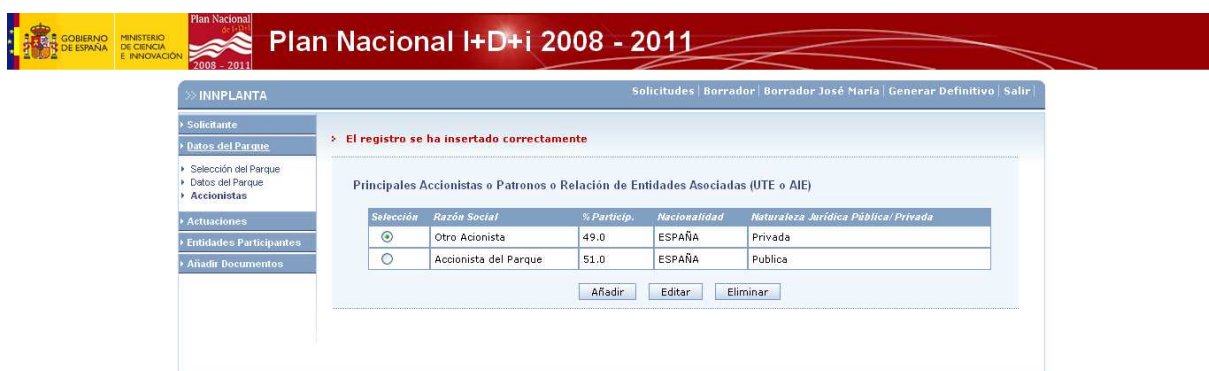 GOBIERNO
DE ESPAÑA
MINISTERIO
DE CIENCIA
E INNOVACIÓN
Plan Nacional
de I+D+i
2008 - 2011
Plan Nacional I+D+i 2008 - 2011
INNPLANTA
Solicitudes | Borrador | Borrador José María | Generar Definitivo | Salir |
Solicitante
Datos del Parque
Selección del Parque
Datos del Parque
Accionistas
Actuaciones
Entidades Participantes
Añadir Documentos
El registro se ha insertado correctamente
Principales Accionistas o Patronos o Relación de Entidades Asociadas (UTE o AIE)
Selección Razón Social % Particip. Nacionalidad Naturaleza Jurídica Pública/Privada
Otro Acionista 49.0 ESPAÑA Privada
Accionista del Parque 51.0 ESPAÑA Publica
Añadir Editar Eliminar